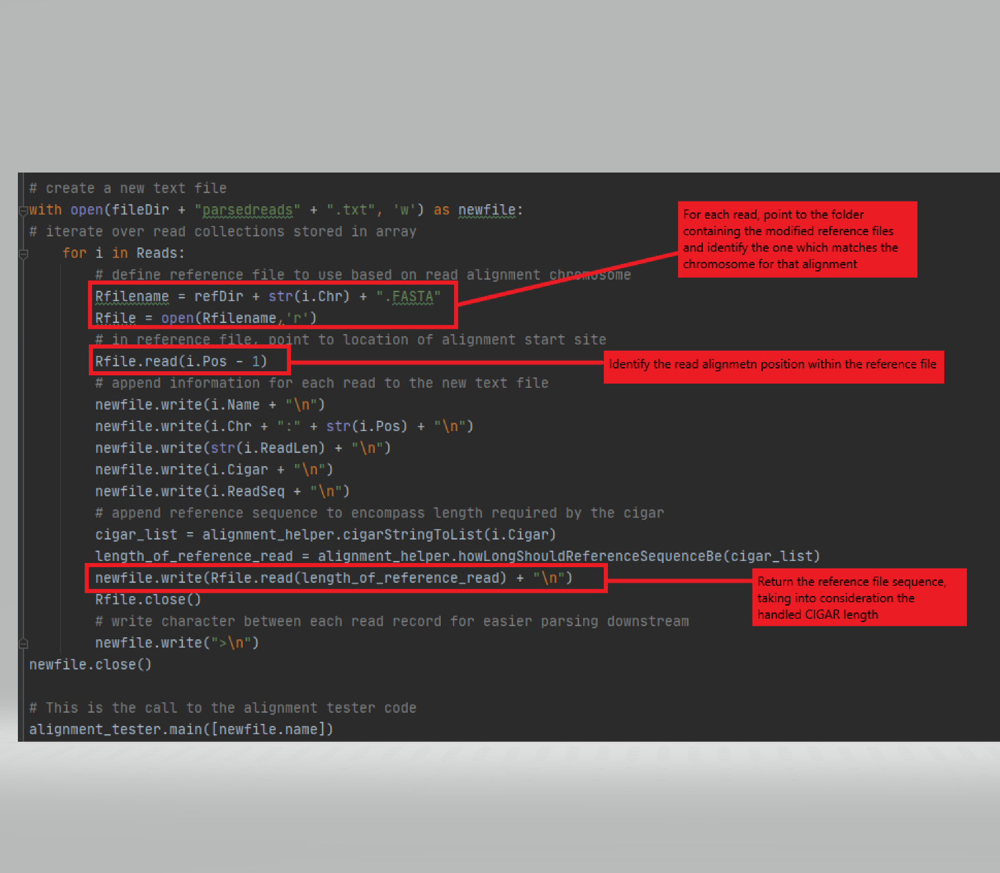 # create a new text file
with open(fileDir + "parsedreads" + ".txt", 'w') as newfile:
# iterate over read collections stored in array
for i in Reads:
# define reference file to use based on read alignment chromosome
Rfilename = refDir + str(i.Chr) + ".FASTA"
Rfile = open(Rfilename,'r')
For each read, point to the folder
containing the modified reference files
and identify the one which matches the
chromosome for that alignment
# in reference file, point to location of alignment start site
Rfile.read(i.Pos - 1)
Identify the read alignmetn position within the reference file
# append information for each read to the new text file
newfile.write(i.Name + "\n")
newfile.write(i.Chr + ":" + str(i.Pos) + "\n")
newfile.write(str(i.ReadLen) + "\n")
newfile.write(i.Cigar + "\n")
newfile.write(i.ReadSeq + "\n")
# append reference sequence to encompass length required by the cigar
cigar_list = alignment_helper.cigarStringToList(i.Cigar)
length_of_reference_read = alignment_helper.howLongShouldReferenceSequenceBe(cigar_list)
newfile.write(Rfile.read(length_of_reference_read) + "\n")
Return the reference file sequence,
taking into consideration the
handled CIGAR length
Rfile.close()
# write character between each read record for easier parsing downstream
newfile.write(">\n")
newfile.close()
# This is the call to the alignment tester code
alignment_tester.main([newfile.name])